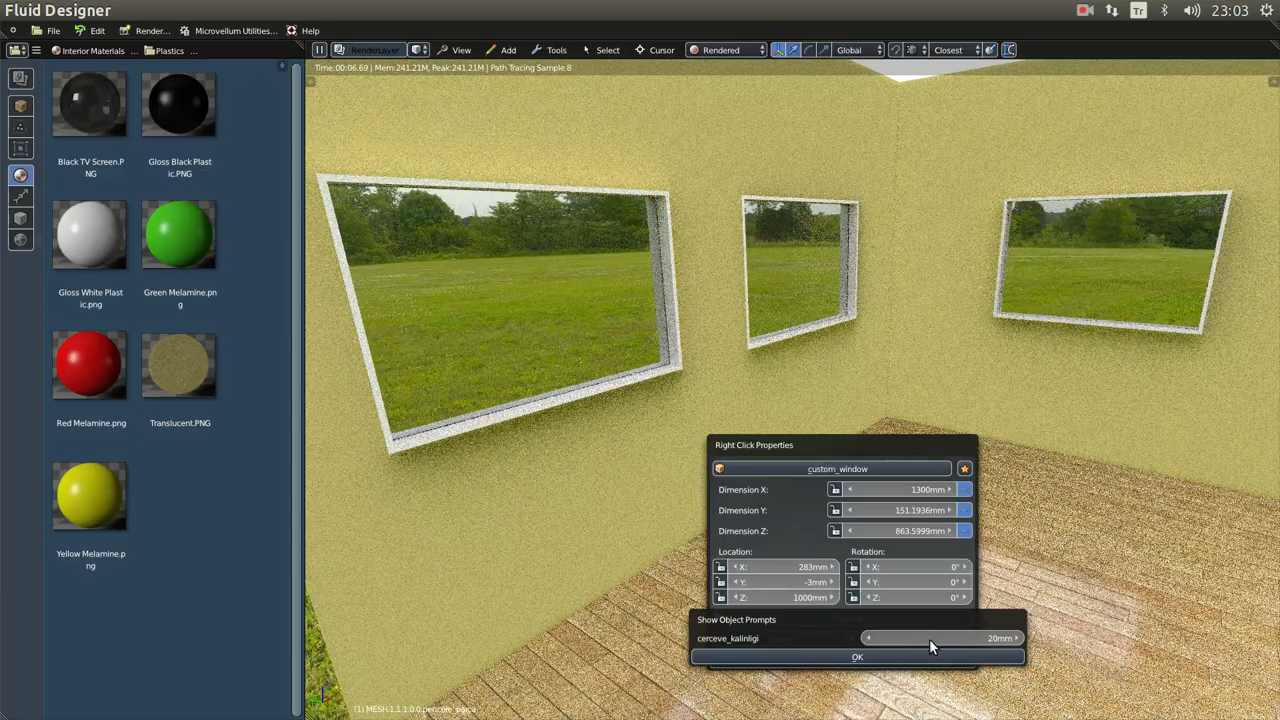 Fluid Designer
Tr
23:03
File
Edit
Render...
Microvellum Utilities...
Help
Interior Materials
Plastics
RenderLayer
View
Add
Tools
Select
Cursor
Rendered
Global
Closest
Time:00:06.69 | Mem:241.21M, Peak:241.21M | Path Tracing Sample 8
Black TV Screen.P
NG
Gloss Black Plast
ic.PNG
Gloss White Plast
ic.png
Green Melamine.pn
g
Red Melamine.png
Translucent.PNG
Yellow Melamine.p
ng
Right Click Properties
custom_window
Dimension X:
1300mm
Dimension Y:
151.1936mm
Dimension Z:
863.5999mm
Location:
Rotation:
X: 283mm
X: 0°
Y: -3mm
Y: 0°
Z: 1000mm
Z: 0°
Show Object Prompts
cerceve_kalinligi
20mm
OK